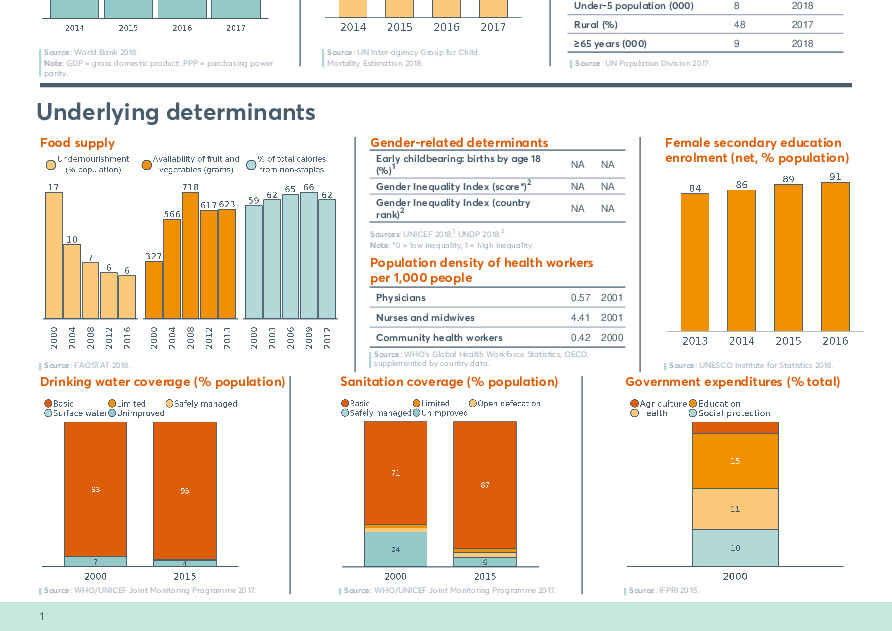 2014 2015 2016 2017
Source: World Bank 2018.
Note: GDP = gross domestic product. PPP = purchasing power
parity.
2014 2015 2016 2017
Source: UN Inter-agency Group for Child
Mortality Estimation 2018.
Under-5 population (000) 8 2018
Rural (%) 48 2017
≥65 years (000) 9 2018
Source: UN Population Division 2017.
Underlying determinants
Food supply
Undernourishment
(% population)
Availability of fruit and
vegetables (grams)
% of total calories
from non-staples
17 10 7 6 6
327 566 718 617 623
59 62 65 66 62
2000 2004 2008 2012 2016
2000 2004 2008 2012 2013
2000 2003 2006 2009 2012
Source: FAOSTAT 2018.
Gender-related determinants
Early childbearing: births by age 18
(%)1 NA NA
Gender Inequality Index (score*)2 NA NA
Gender Inequality Index (country
rank)2 NA NA
Sources: UNICEF 2018,1 UNDP 2018.2
Note: *0 = low inequality, 1 = high inequality.
Population density of health workers
per 1,000 people
Physicians 0.57 2001
Nurses and midwives 4.41 2001
Community health workers 0.42 2000
Source: WHO's Global Health Workforce Statistics, OECD,
supplemented by country data.
Female secondary education
enrolment (net, % population)
84 86 89 91
2013 2014 2015 2016
Source: UNESCO Institute for Statistics 2018.
Drinking water coverage (% population)
Basic Limited Safely managed
Surface water Unimproved
93
7
4
2000 2015
Source: WHO/UNICEF Joint Monitoring Programme 2017.
Sanitation coverage (% population)
Basic Limited Open defecation
Safely managed Unimproved
71 87
24 6
2000 2015
Source: WHO/UNICEF Joint Monitoring Programme 2017.
Government expenditures (% total)
Agriculture Education
Health Social protection
15
11
10
2000
Source: IFPRI 2015.
1